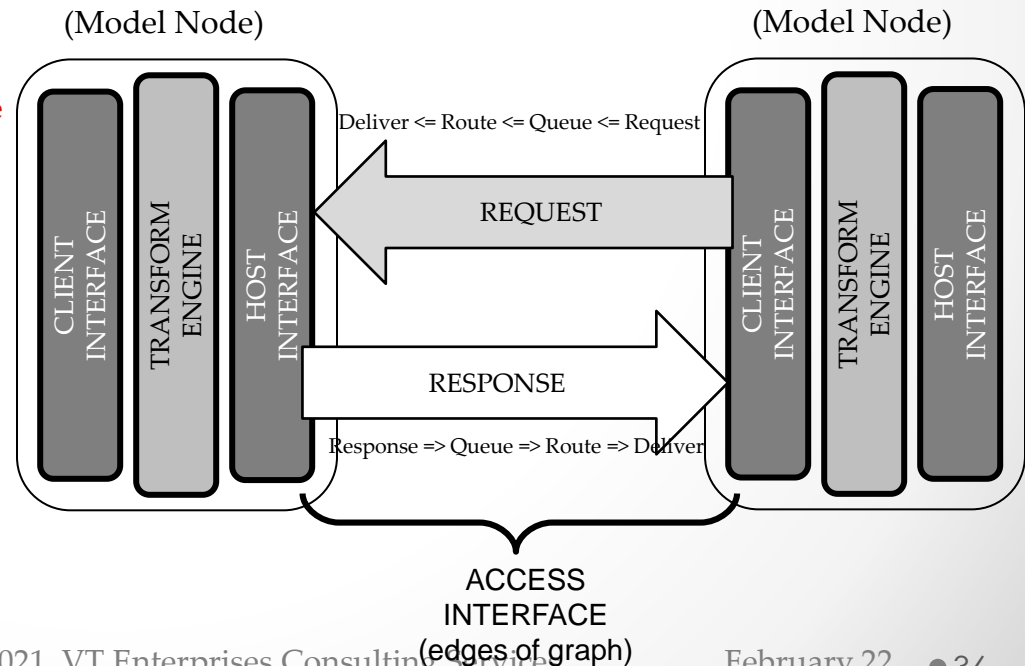 (Model Node)
(Model Node)
Deliver <= Route <= Queue <= Request
REQUEST
CLIENT
INTERFACE
TRANSFORM
ENGINE
HOST
INTERFACE
CLIENT
INTERFACE
TRANSFORM
ENGINE
HOST
INTERFACE
RESPONSE
Response => Queue => Route => Deliver
ACCESS
INTERFACE
(edges of graph)
VT Enterprises Consulting Services
February 22